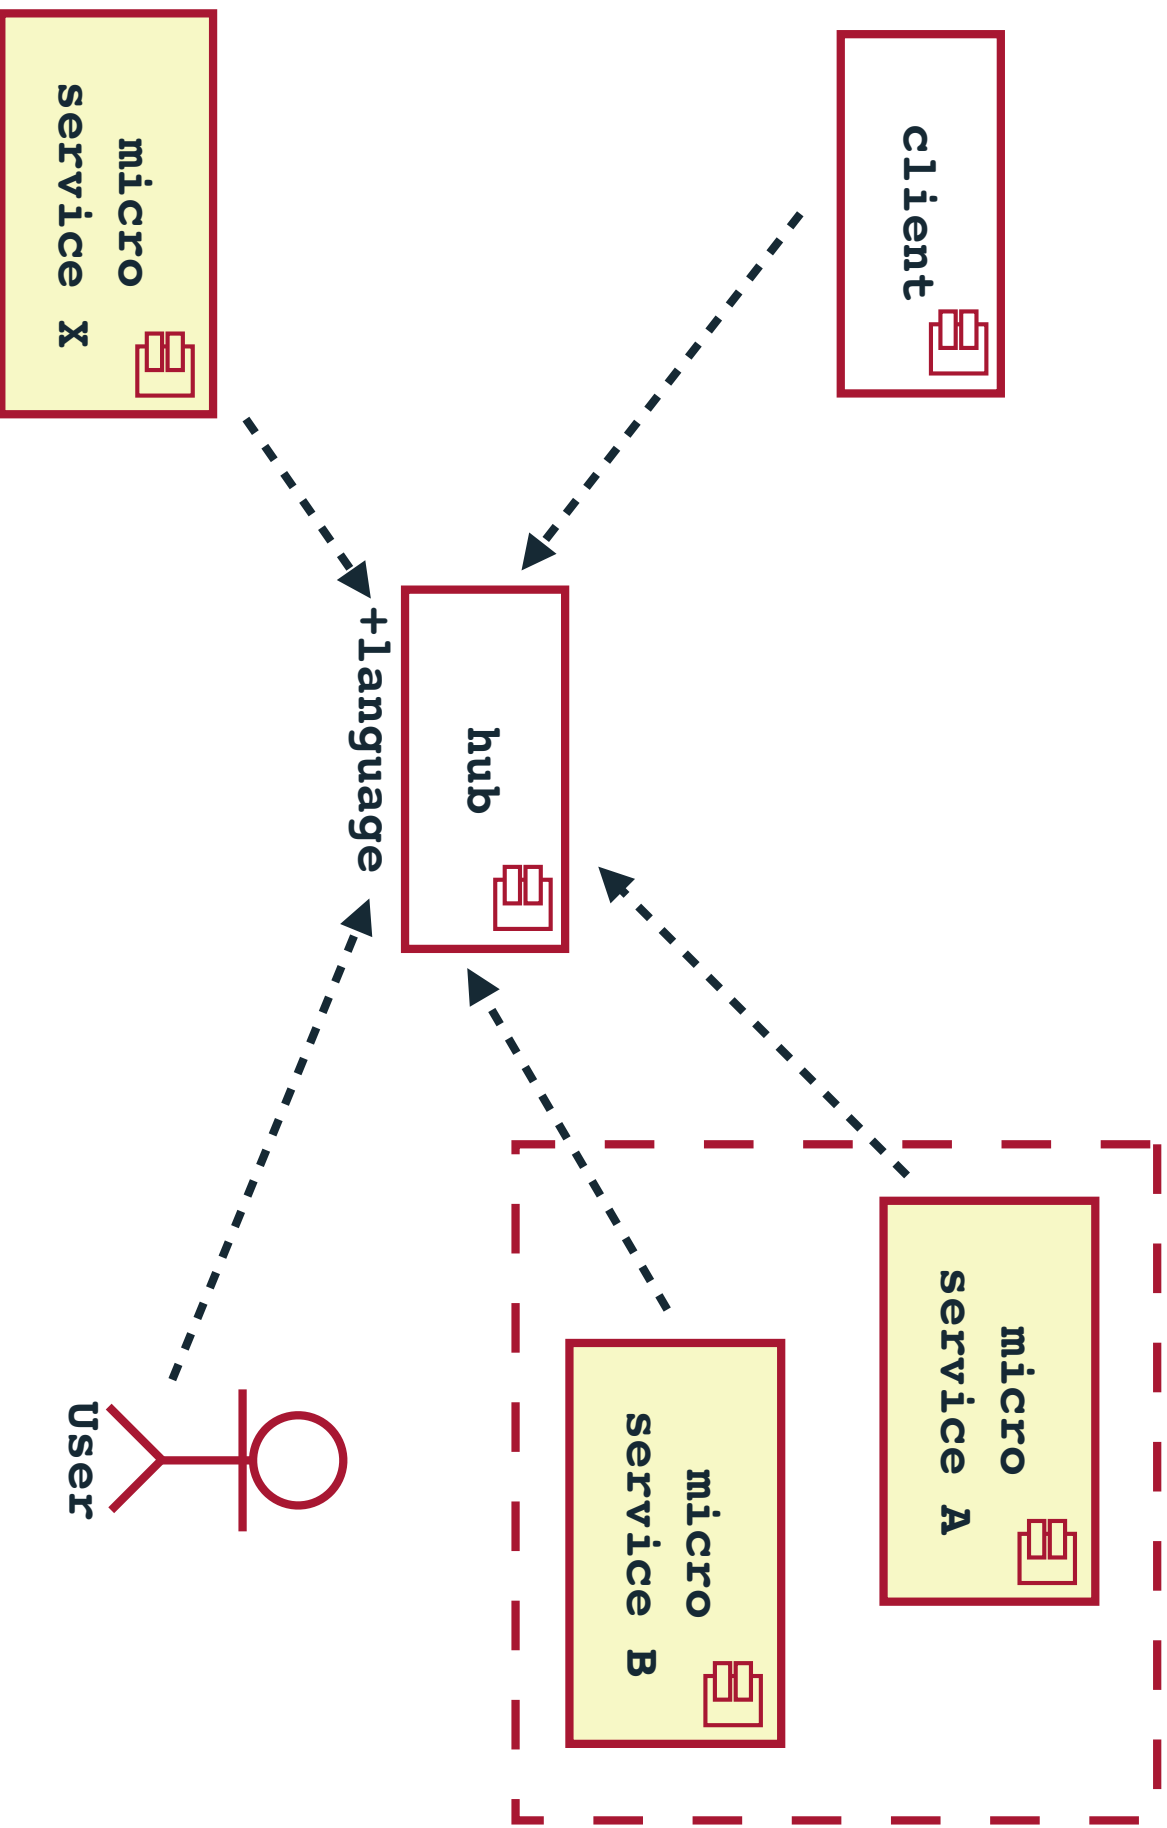 client
micro
service A
hub
+language
micro
service B
micro
service X
User